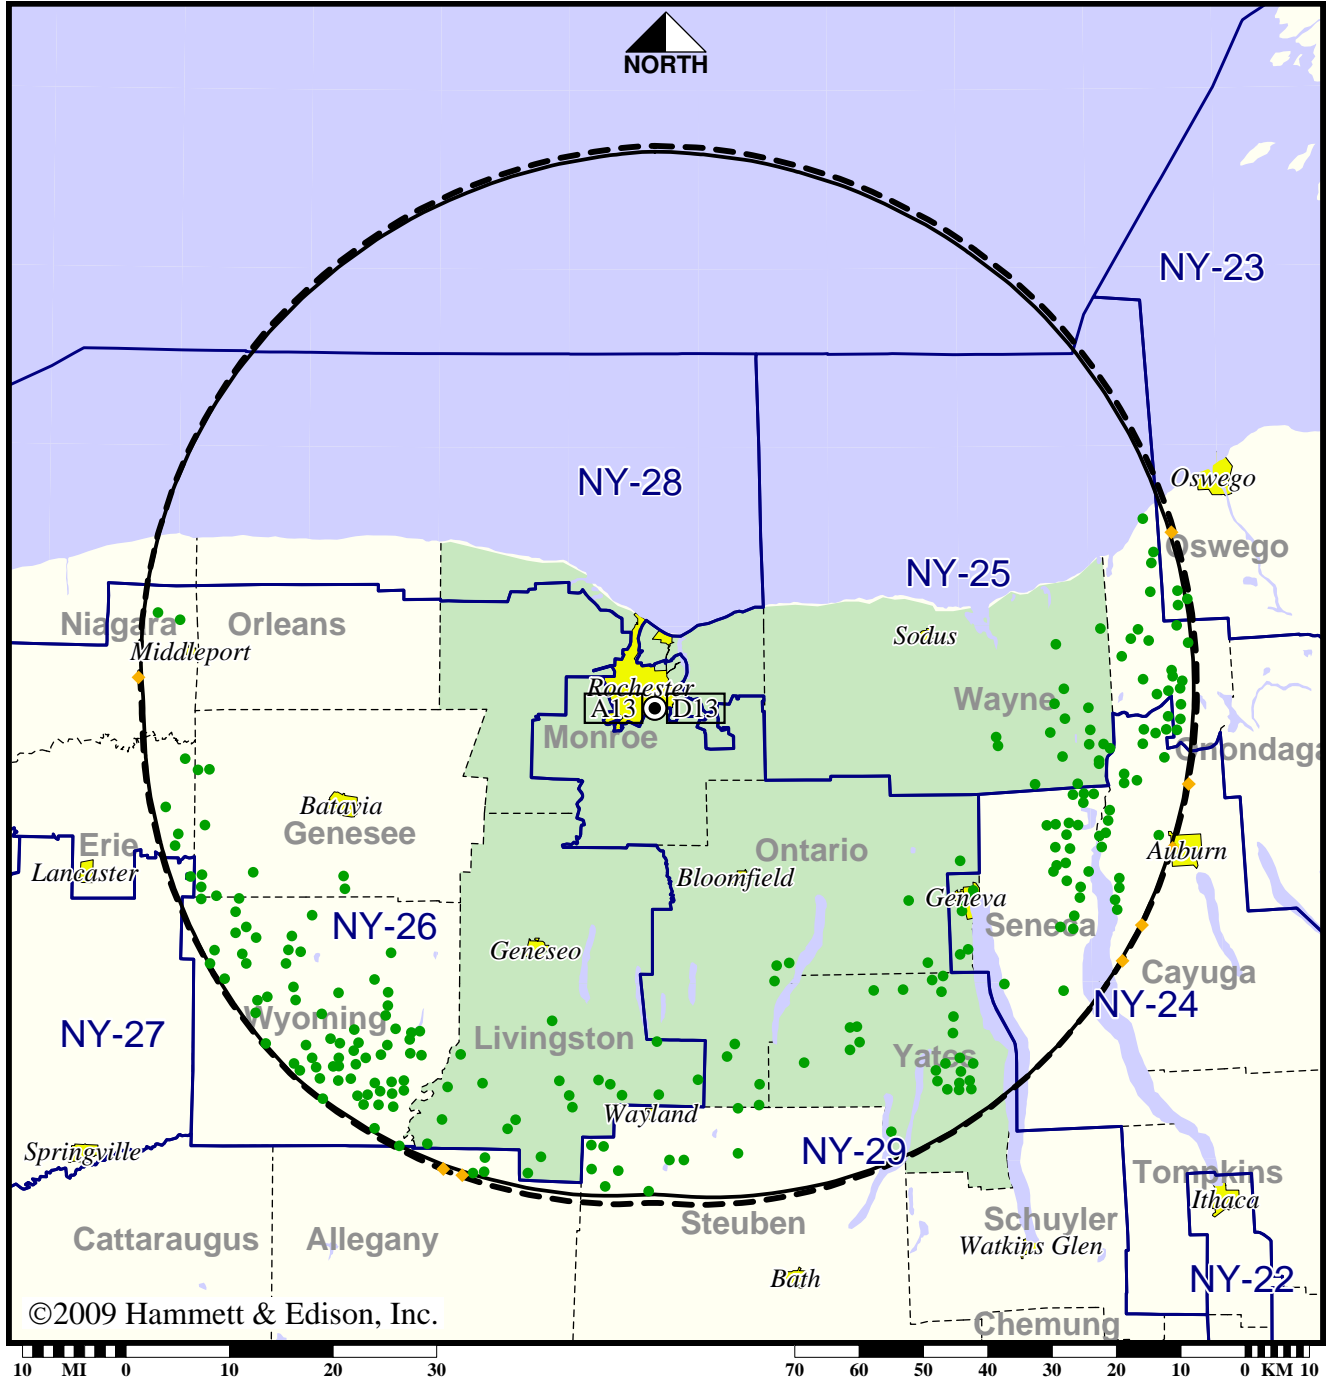 NORTH
NY-23
NY-28
Oswego
Oswego
NY-25
Niagara
Orleans
Middleport
Sodus
Rochester
A13
D13
Wayne
Monroe
Onondaga
Batavia
Genesee
Erie
Lancaster
Ontario
Auburn
Bloomfield
Geneva
Seneca
NY-26
Geneseo
Cayuga
NY-24
Wyoming
NY-27
Livingston
Yates
Wayland
Springville
NY-29
Tompkins
Ithaca
Cattaraugus
Allegany
Steuben
Schuyler
Watkins Glen
Bath
NY-22
©2009 Hammett & Edison, Inc.
Chemung
10 MI 0 10 20 30
70 60 50 40 30 20 10 0 KM 10